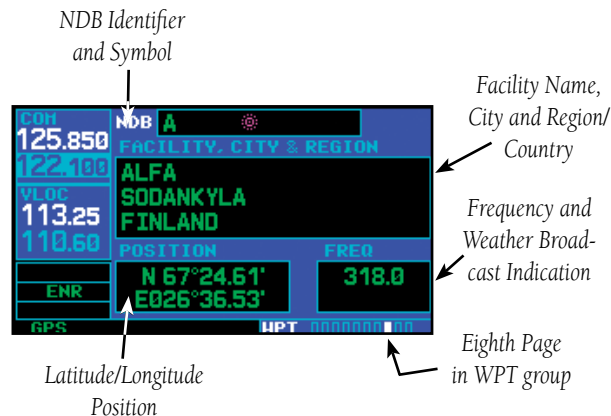 NDB Identifier
and Symbol
Facility Name,
City and Region/
Country
COM
125.850
122.100
VLOC
113.25
110.60
ENR
GPS
NDB A
FACILITY, CITY & REGION
ALFA
SODANKYLA
FINLAND
POSITION
N 67°24.61'
E026°36.53'
FREQ
318.0
WPT
Frequency and
Weather Broad-
cast Indication
Latitude/Longitude
Position
Eighth Page
in WPT group